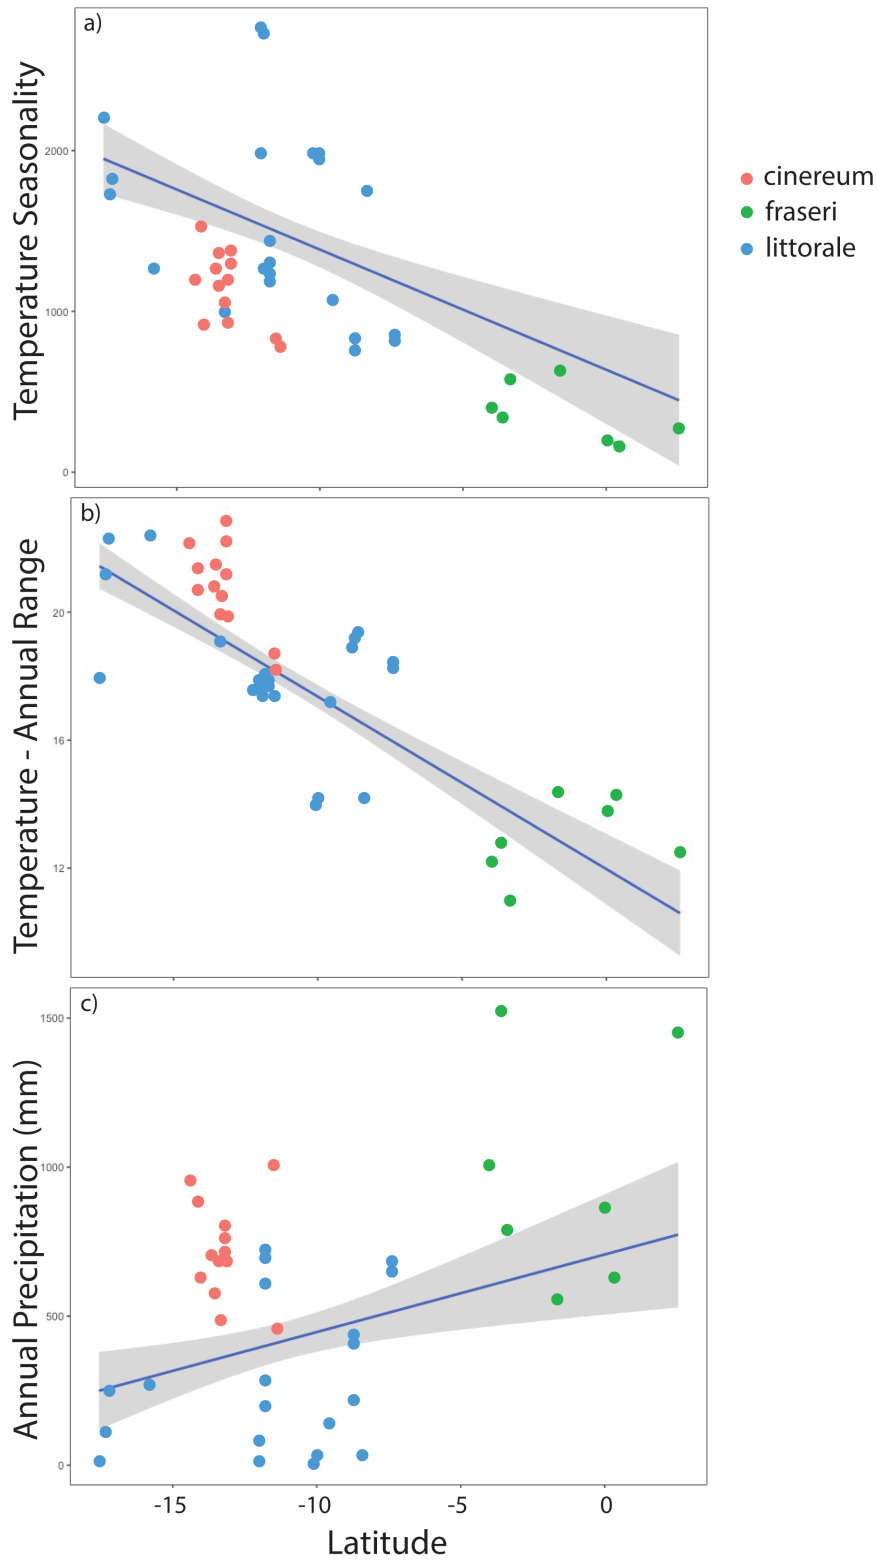 a)
Temperature Seasonality
2000
1000
0
cinereum
fraseri
littorale
b)
Temperature - Annual Range
20
16
12
c)
Annual Precipitation (mm)
1500
1000
500
0
-15
-10
-5
0
Latitude